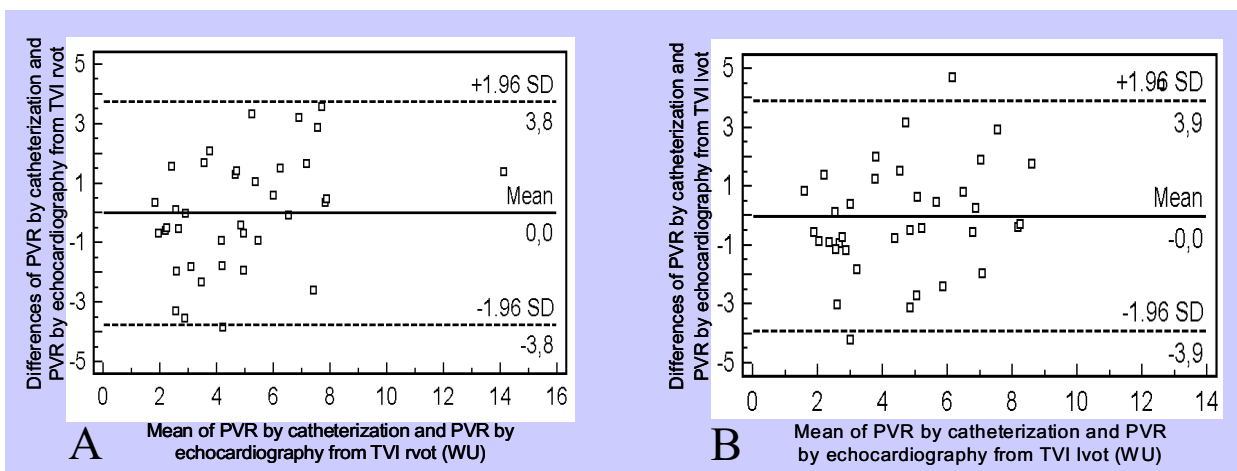 Differences of PVR by catheterization and
PVR by echocardiography from TVI rvot
5
3
1
-1
-3
-5
+1.96 SD
3,8
Mean
0,0
-1.96 SD
-3,8
0 2 4 6 8 10 12 14 16
A
Mean of PVR by catheterization and PVR by
echocardiography from TVI rvot (WU)
Differences of PVR by catheterization and
PVR by echocardiography from TVI lvot
5
3
1
-1
-3
-5
+1.96 SD
3,9
Mean
-0,0
-1.96 SD
-3,9
0 2 4 6 8 10 12 14
B
Mean of PVR by catheterization and PVR
by echocardiography from TVI lvot (WU)